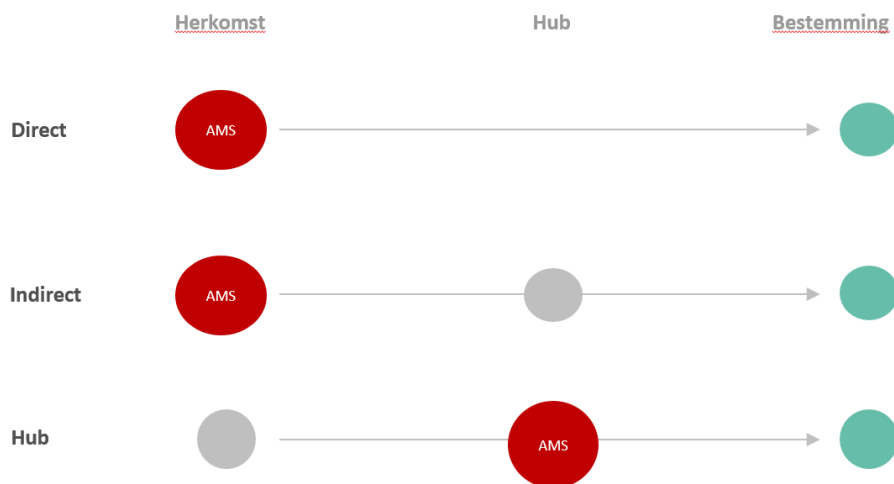 Herkomst Hub Bestemming
Direct AMS
Indirect AMS
Hub AMS